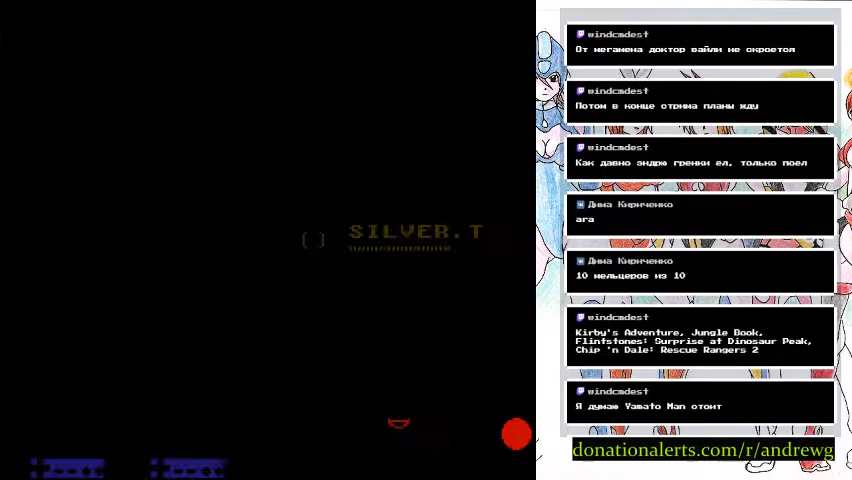 SILVER.T
windcmdest
От мегамена доктор вайли не скроется
windcmdest
Потом в конце стрима планы жду
windcmdest
Как давно эндрю гренки ел, только поел
Дима Кириченко
ага
Дима Кириченко
10 мельцеров из 10
windcmdest
Kirby's Adventure, Jungle Book,
Flintstones: Surprise at Dinosaur Peak,
Chip 'n Dale: Rescue Rangers 2
windcmdest
Я думаю Yamato Man отоит
donationalerts.com/r/andrewg